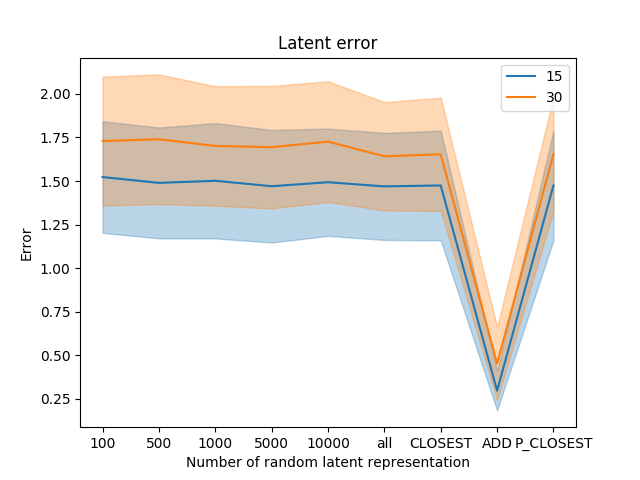 Latent error
15
30
2.00
1.75
1.50
1.25
1.00
0.75
0.50
0.25
Error
100 500 1000 5000 10000 all CLOSEST ADD P_CLOSEST
Number of random latent representation